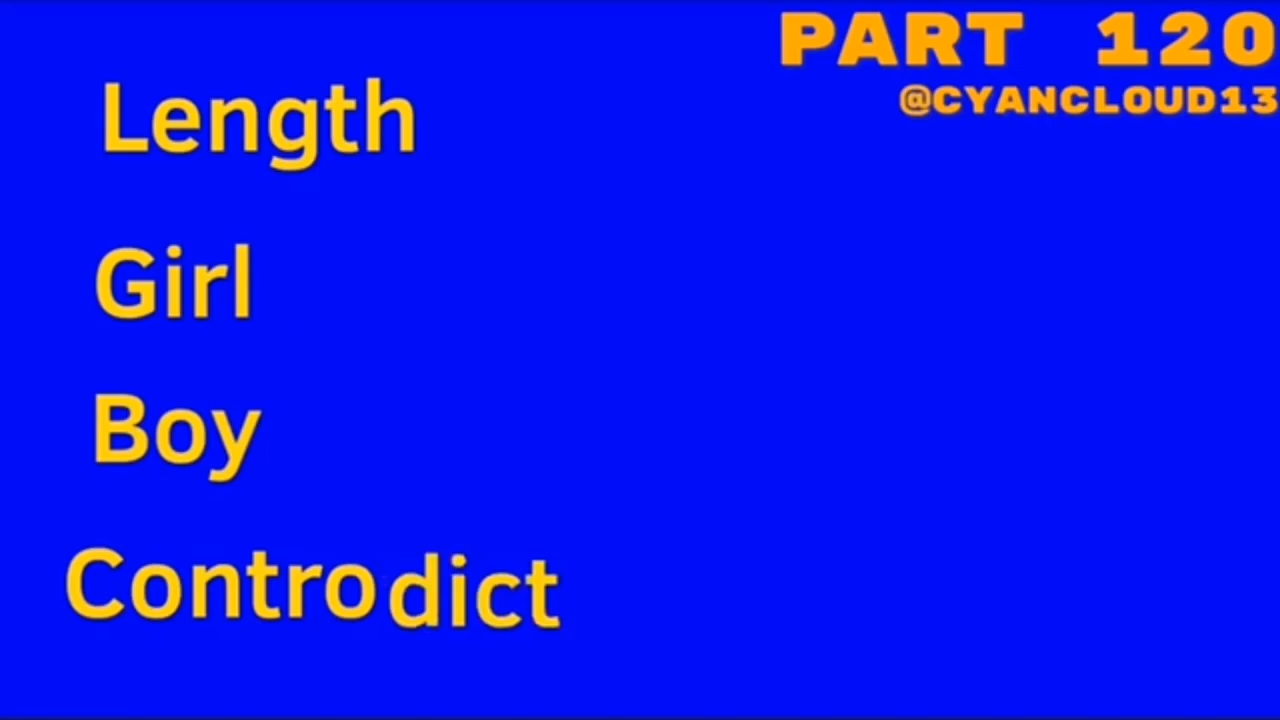 PART 120
@CYANCLOUD13
Length
Girl
Boy
Controdict